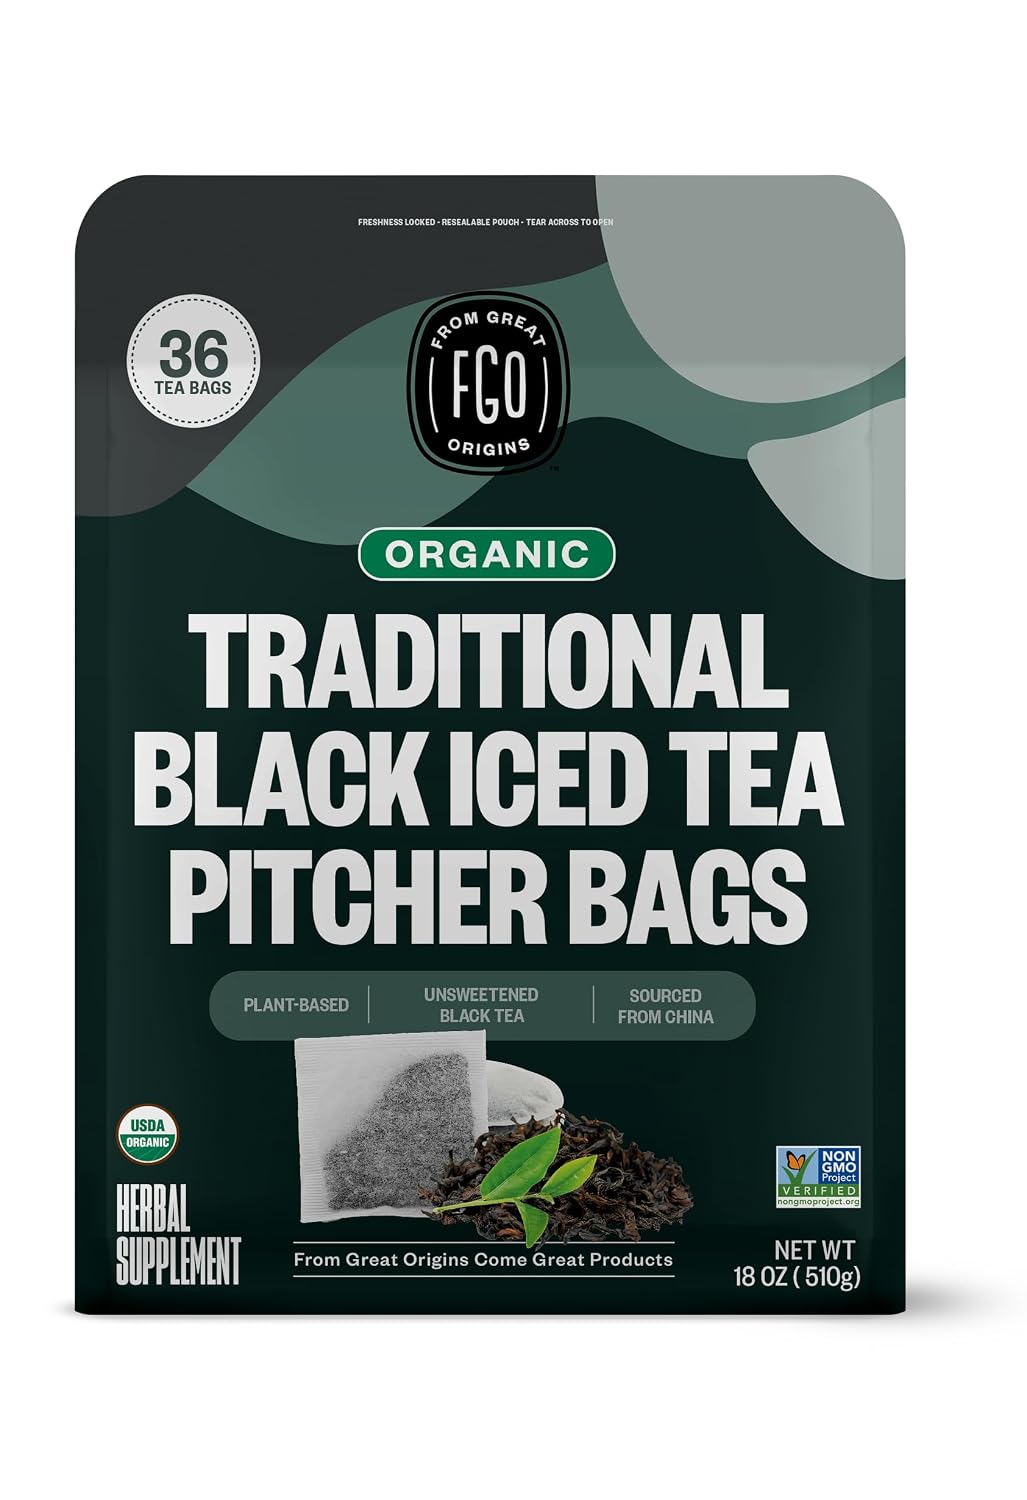 FRESHNESS LOCKED - RESEALABLE POUCH - TEAR ACROSS TO OPEN
36
TEA BAGS
FROM GREAT
FGO
ORIGINS
TM
ORGANIC
TRADITIONAL
BLACK ICED TEA
PITCHER BAGS
PLANT-BASED
UNSWEETENED
BLACK TEA
SOURCED
FROM CHINA
USDA
ORGANIC
NON
GMO
Project
VERIFIED
nongmoproject.org
HERBAL
SUPPLEMENT
From Great Origins Come Great Products
NET WT
18 OZ ( 510g)